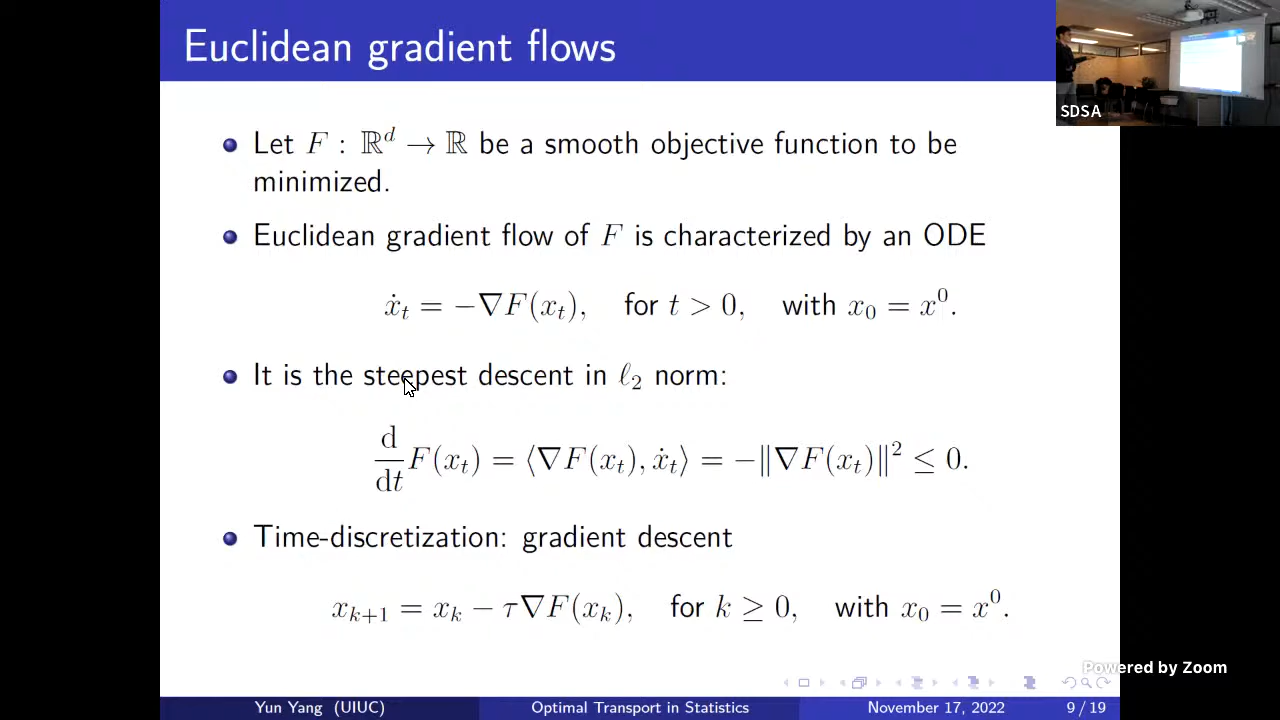 Euclidean gradient flows
SDSA
Let F : ℝ^d → ℝ be a smooth objective function to be
minimized.
Euclidean gradient flow of F is characterized by an ODE
ẋ_t = −∇F(x_t), for t > 0, with x_0 = x^0.
It is the steepest descent in ℓ_2 norm:
d/dt F(x_t) = ⟨∇F(x_t), ẋ_t⟩ = −‖∇F(x_t)‖^2 ≤ 0.
Time-discretization: gradient descent
x_{k+1} = x_k − τ∇F(x_k), for k ≥ 0, with x_0 = x^0.
Powered by Zoom
Yun Yang (UIUC) Optimal Transport in Statistics November 17, 2022 9 / 19